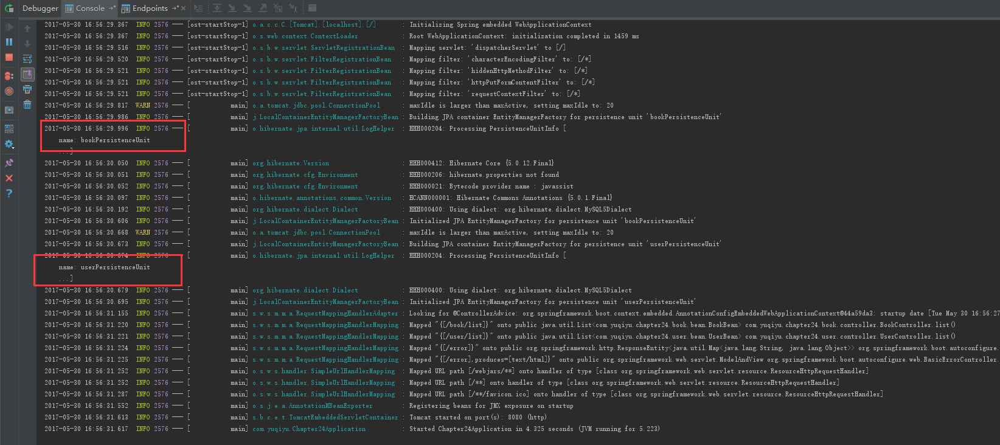 Debugger Console Endpoints
2017-05-30 16:56:29.367 INFO 2576 --- [ost-startStop-1] o.a.c.c.C.[Tomcat].[localhost].[/] : Initializing Spring embedded WebApplicationContext
2017-05-30 16:56:29.367 INFO 2576 --- [ost-startStop-1] o.s.web.context.ContextLoader : Root WebApplicationContext: initialization completed in 1459 ms
2017-05-30 16:56:29.516 INFO 2576 --- [ost-startStop-1] o.s.b.w.servlet.ServletRegistrationBean : Mapping servlet: 'dispatcherServlet' to [/]
2017-05-30 16:56:29.520 INFO 2576 --- [ost-startStop-1] o.s.b.w.servlet.FilterRegistrationBean : Mapping filter: 'characterEncodingFilter' to: [/*]
2017-05-30 16:56:29.521 INFO 2576 --- [ost-startStop-1] o.s.b.w.servlet.FilterRegistrationBean : Mapping filter: 'hiddenHttpMethodFilter' to: [/*]
2017-05-30 16:56:29.521 INFO 2576 --- [ost-startStop-1] o.s.b.w.servlet.FilterRegistrationBean : Mapping filter: 'httpPutFormContentFilter' to: [/*]
2017-05-30 16:56:29.521 INFO 2576 --- [ost-startStop-1] o.s.b.w.servlet.FilterRegistrationBean : Mapping filter: 'requestContextFilter' to: [/*]
2017-05-30 16:56:29.817 WARN 2576 --- [ main] o.a.tomcat.jdbc.pool.ConnectionPool : maxIdle is larger than maxActive, setting maxIdle to: 20
2017-05-30 16:56:29.986 INFO 2576 --- [ main] j.LocalContainerEntityManagerFactoryBean : Building JPA container EntityManagerFactory for persistence unit 'bookPersistenceUnit'
2017-05-30 16:56:29.996 INFO 2576 --- [ main] o.hibernate.jpa.internal.util.LogHelper : HHH000204: Processing PersistenceUnitInfo [
name: bookPersistenceUnit
...]
2017-05-30 16:56:30.050 INFO 2576 --- [ main] org.hibernate.Version : HHH000412: Hibernate Core {5.0.12.Final}
2017-05-30 16:56:30.051 INFO 2576 --- [ main] org.hibernate.cfg.Environment : HHH000206: hibernate.properties not found
2017-05-30 16:56:30.052 INFO 2576 --- [ main] org.hibernate.cfg.Environment : HHH000021: Bytecode provider name : javassist
2017-05-30 16:56:30.097 INFO 2576 --- [ main] o.hibernate.annotations.common.Version : HCANN000001: Hibernate Commons Annotations {5.0.1.Final}
2017-05-30 16:56:30.192 INFO 2576 --- [ main] org.hibernate.dialect.Dialect : HHH000400: Using dialect: org.hibernate.dialect.MySQL5Dialect
2017-05-30 16:56:30.606 INFO 2576 --- [ main] j.LocalContainerEntityManagerFactoryBean : Initialized JPA EntityManagerFactory for persistence unit 'bookPersistenceUnit'
2017-05-30 16:56:30.668 WARN 2576 --- [ main] o.a.tomcat.jdbc.pool.ConnectionPool : maxIdle is larger than maxActive, setting maxIdle to: 20
2017-05-30 16:56:30.673 INFO 2576 --- [ main] j.LocalContainerEntityManagerFactoryBean : Building JPA container EntityManagerFactory for persistence unit 'userPersistenceUnit'
2017-05-30 16:56:30.674 INFO 2576 --- [ main] o.hibernate.jpa.internal.util.LogHelper : HHH000204: Processing PersistenceUnitInfo [
name: userPersistenceUnit
...]
2017-05-30 16:56:30.679 INFO 2576 --- [ main] org.hibernate.dialect.Dialect : HHH000400: Using dialect: org.hibernate.dialect.MySQL5Dialect
2017-05-30 16:56:30.695 INFO 2576 --- [ main] j.LocalContainerEntityManagerFactoryBean : Initialized JPA EntityManagerFactory for persistence unit 'userPersistenceUnit'
2017-05-30 16:56:31.155 INFO 2576 --- [ main] s.w.s.m.m.a.RequestMappingHandlerAdapter : Looking for @ControllerAdvice: org.springframework.boot.context.embedded.AnnotationConfigEmbeddedWebApplicationContext@44a59da3: startup date [Tue May 30 16:56:27
2017-05-30 16:56:31.220 INFO 2576 --- [ main] s.w.s.m.m.a.RequestMappingHandlerMapping : Mapped "{[/book/list]}" onto public java.util.List<com.yuqiyu.chapter24.book.bean.BookBean> com.yuqiyu.chapter24.book.controller.BookController.list()
2017-05-30 16:56:31.221 INFO 2576 --- [ main] s.w.s.m.m.a.RequestMappingHandlerMapping : Mapped "{[/user/list]}" onto public java.util.List<com.yuqiyu.chapter24.user.bean.UserBean> com.yuqiyu.chapter24.user.controller.UserController.list()
2017-05-30 16:56:31.224 INFO 2576 --- [ main] s.w.s.m.m.a.RequestMappingHandlerMapping : Mapped "{[/error]}" onto public org.springframework.http.ResponseEntity<java.util.Map<java.lang.String, java.lang.Object>> org.springframework.boot.autoconfigure.
2017-05-30 16:56:31.225 INFO 2576 --- [ main] s.w.s.m.m.a.RequestMappingHandlerMapping : Mapped "{[/error],produces=[text/html]}" onto public org.springframework.web.servlet.ModelAndView org.springframework.boot.autoconfigure.web.BasicErrorController.
2017-05-30 16:56:31.252 INFO 2576 --- [ main] o.s.w.s.handler.SimpleUrlHandlerMapping : Mapped URL path [/webjars/**] onto handler of type [class org.springframework.web.servlet.resource.ResourceHttpRequestHandler]
2017-05-30 16:56:31.252 INFO 2576 --- [ main] o.s.w.s.handler.SimpleUrlHandlerMapping : Mapped URL path [/**] onto handler of type [class org.springframework.web.servlet.resource.ResourceHttpRequestHandler]
2017-05-30 16:56:31.287 INFO 2576 --- [ main] o.s.w.s.handler.SimpleUrlHandlerMapping : Mapped URL path [/**/favicon.ico] onto handler of type [class org.springframework.web.servlet.resource.ResourceHttpRequestHandler]
2017-05-30 16:56:31.552 INFO 2576 --- [ main] o.s.j.e.a.AnnotationMBeanExporter : Registering beans for JMX exposure on startup
2017-05-30 16:56:31.613 INFO 2576 --- [ main] s.b.c.e.t.TomcatEmbeddedServletContainer : Tomcat started on port(s): 8080 (http)
2017-05-30 16:56:31.617 INFO 2576 --- [ main] com.yuqiyu.Chapter24Application : Started Chapter24Application in 4.325 seconds (JVM running for 5.223)